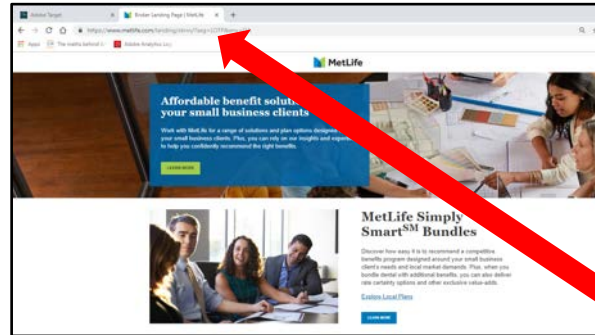 Adobe Target
Broker Landing Page | MetLife
https://www.metlife.com/landing/
Apps
The maths behind
Adobe Analytics
MetLife
Affordable benefit
your small business clients
Work with MetLife for a range of solutions and plan options designed
your small business clients. Plus, you can rely on our insights and
to help you confidently recommend the right benefits.
LEARN MORE
MetLife Simply
Smart℠ Bundles
Discover how easy it is to recommend a competitive
benefits program designed around your small business
client's needs and local market demands. Plus, when you
bundle dental with additional benefits, you can also deliver
rate certainty options and other exclusive value-adds.
Explore Local Plans
LEARN MORE